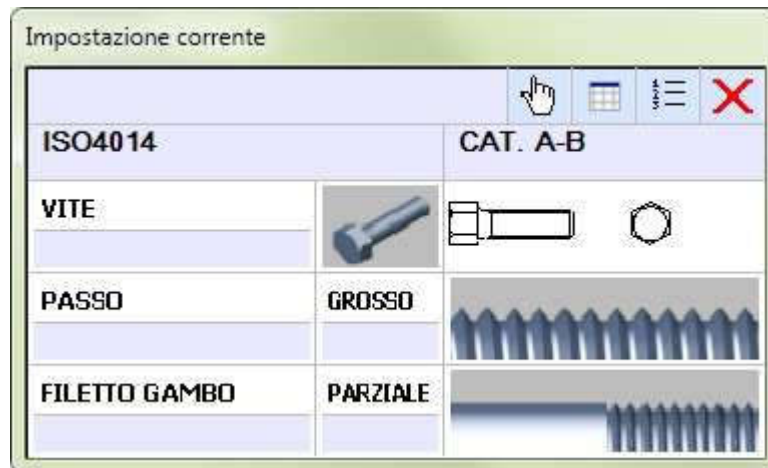 Impostazione corrente
ISO4014 CAT. A-B
VITE
PASSO GROSSO
FILETTO GAMBO PARZIALE